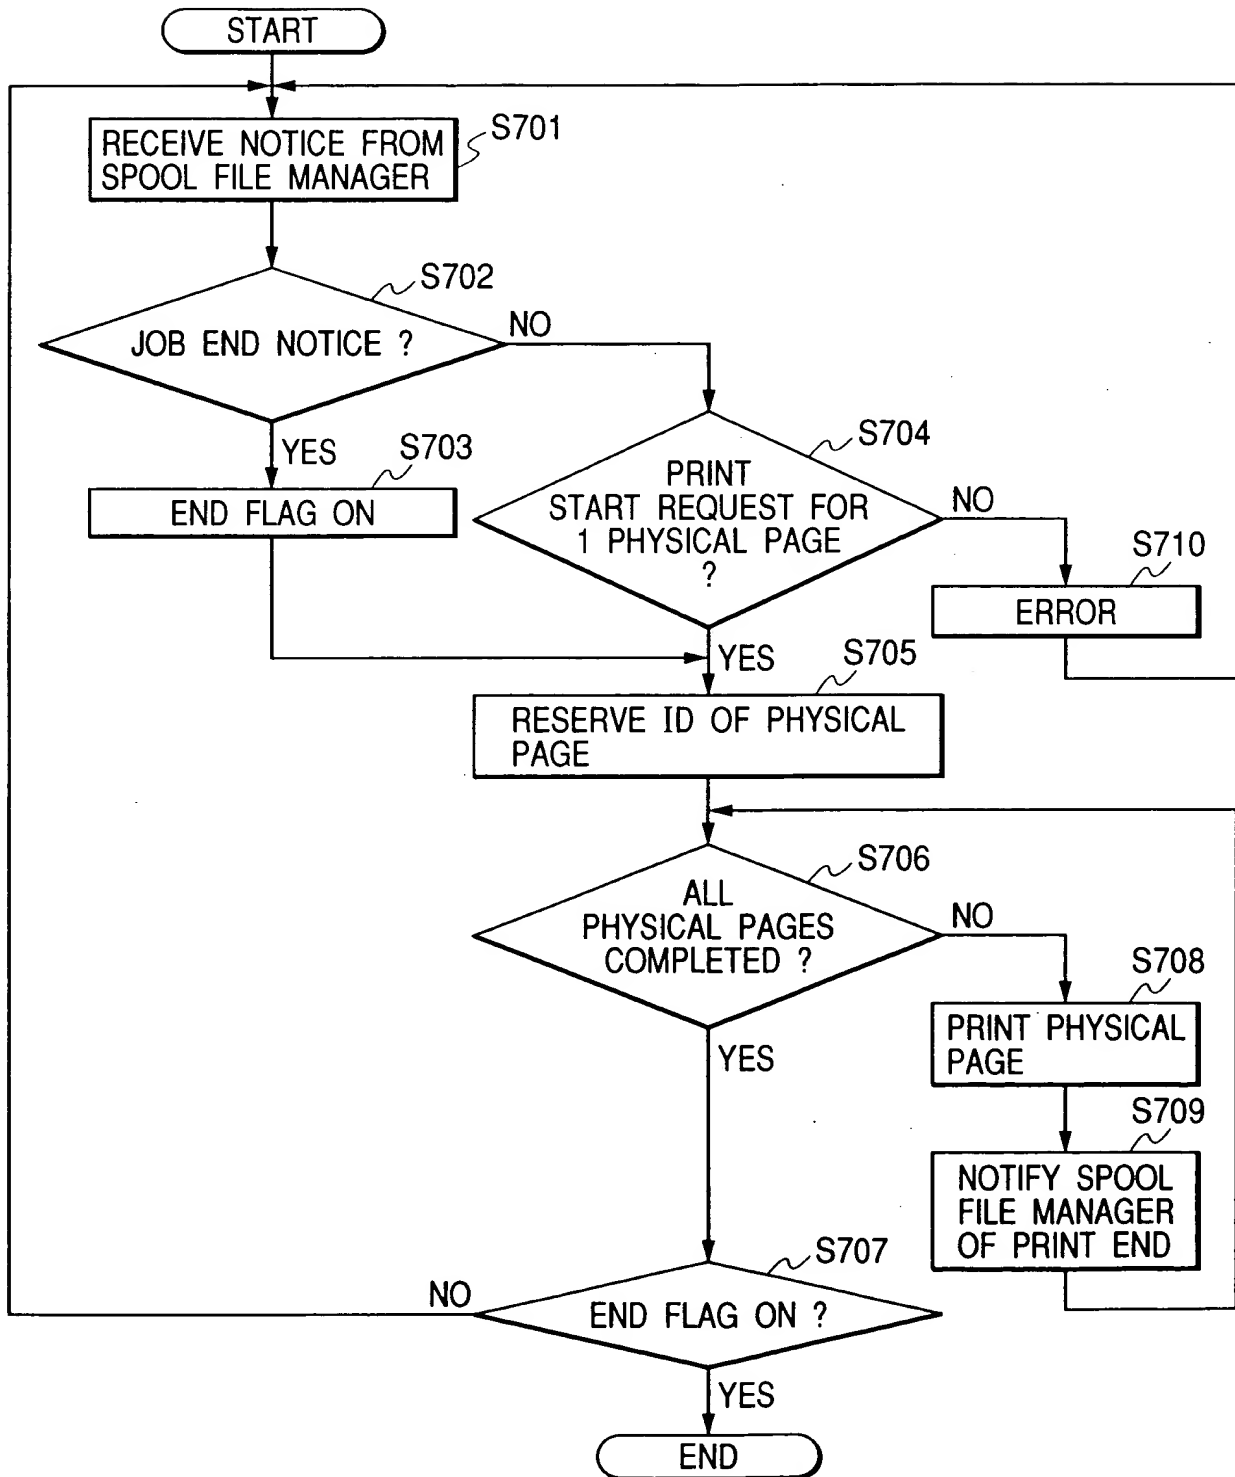 START
S701
RECEIVE NOTICE FROM
SPOOL FILE MANAGER
S702
JOB END NOTICE ?
NO
YES
S703
END FLAG ON
S704
PRINT
START REQUEST FOR
1 PHYSICAL PAGE
?
NO
S710
ERROR
YES
S705
RESERVE ID OF PHYSICAL
PAGE
S706
ALL
PHYSICAL PAGES
COMPLETED ?
NO
S708
PRINT PHYSICAL
PAGE
YES
S709
NOTIFY SPOOL
FILE MANAGER
OF PRINT END
S707
END FLAG ON ?
NO
YES
END